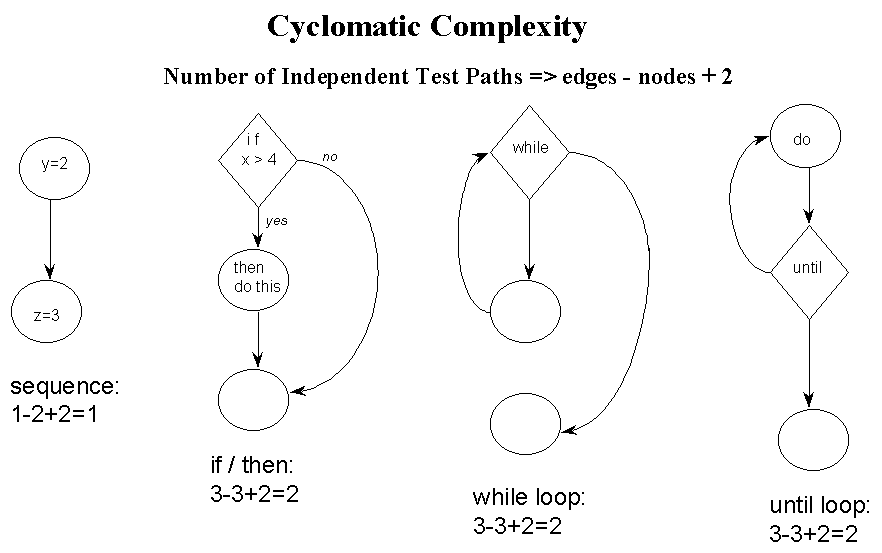 Cyclomatic Complexity
Number of Independent Test Paths => edges - nodes + 2
y=2
z=3
sequence:
1-2+2=1
if
x > 4
no
yes
then
do this
if / then:
3-3+2=2
while
while loop:
3-3+2=2
do
until
until loop:
3-3+2=2